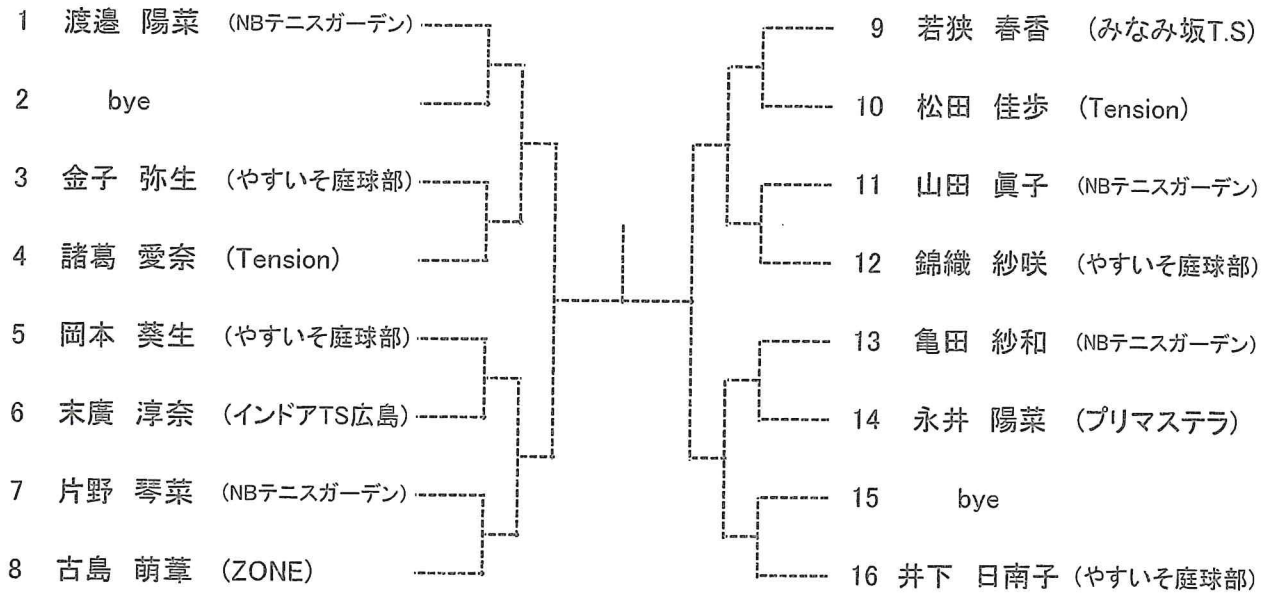 1 渡邉 陽菜 (NBテニスガーデン)
2 bye
3 金子 弥生 (やすいそ庭球部)
4 諸葛 愛奈 (Tension)
5 岡本 葵生 (やすいそ庭球部)
6 末廣 淳奈 (インドアTS広島)
7 片野 琴菜 (NBテニスガーデン)
8 古島 萌葦 (ZONE)
9 若狭 春香 (みなみ坂T.S)
10 松田 佳歩 (Tension)
11 山田 眞子 (NBテニスガーデン)
12 錦織 紗咲 (やすいそ庭球部)
13 亀田 紗和 (NBテニスガーデン)
14 永井 陽菜 (プリマステラ)
15 bye
16 井下 日南子 (やすいそ庭球部)